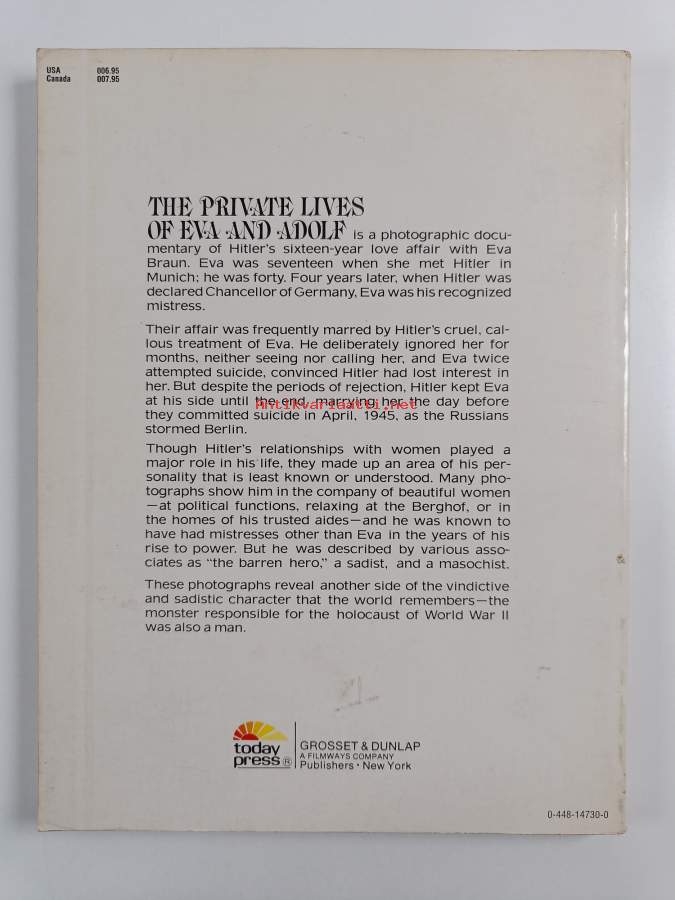 USA 006.95
Canada 007.95
THE PRIVATE LIVES
OF EVA AND ADOLF is a photographic docu-
mentary of Hitler's sixteen-year love affair with Eva
Braun. Eva was seventeen when she met Hitler in
Munich; he was forty. Four years later, when Hitler was
declared Chancellor of Germany, Eva was his recognized
mistress.
Their affair was frequently marred by Hitler's cruel, cal-
lous treatment of Eva. He deliberately ignored her for
months, neither seeing nor calling her, and Eva twice
attempted suicide, convinced Hitler had lost interest in
her. But despite the periods of rejection, Hitler kept Eva
at his side until the end, marrying her the day before
Antikvariaatti.net
they committed suicide in April, 1945, as the Russians
stormed Berlin.
Though Hitler's relationships with women played a
major role in his life, they made up an area of his per-
sonality that is least known or understood. Many pho-
tographs show him in the company of beautiful women
—at political functions, relaxing at the Berghof, or in
the homes of his trusted aides—and he was known to
have had mistresses other than Eva in the years of his
rise to power. But he was described by various asso-
ciates as "the barren hero," a sadist, and a masochist.
These photographs reveal another side of the vindictive
and sadistic character that the world remembers—the
monster responsible for the holocaust of World War II
was also a man.
today
press®
GROSSET & DUNLAP
A FILMWAYS COMPANY
Publishers • New York
0-448-14730-0